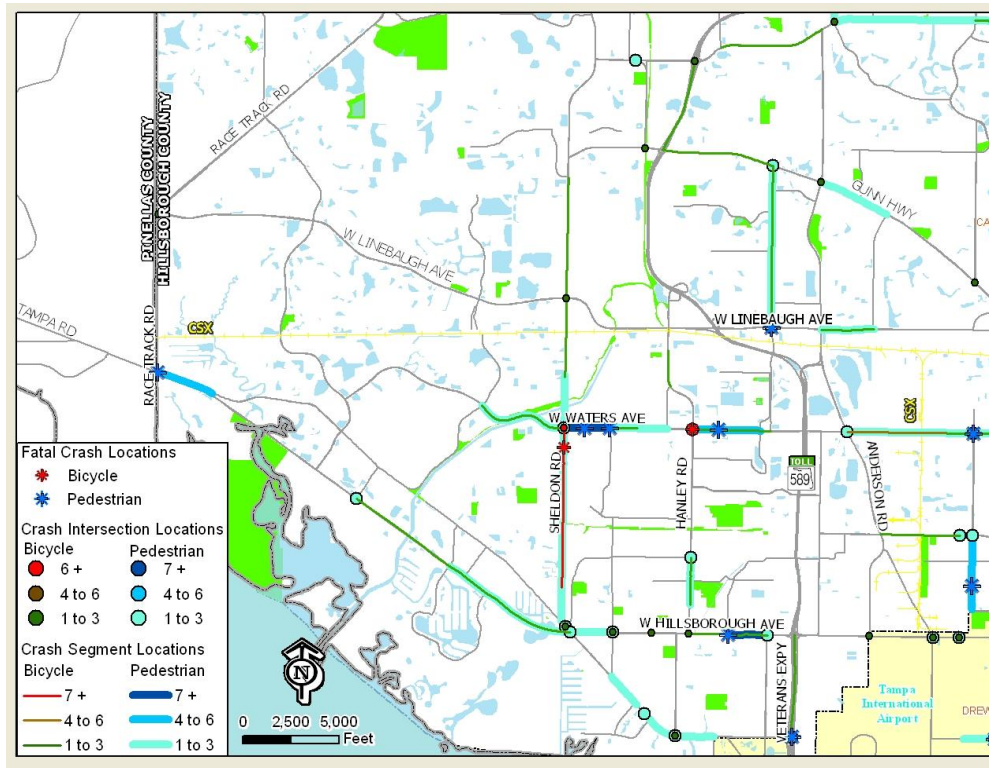 RACE TRACK RD
PINELLAS COUNTY
HILLSBOROUGH COUNTY
GUNN HWY
CA
W LINEBAUGH AVE
TAMPA RD
RACE TRACK RD
CSX
W LINEBAUGH AVE
W WATERS AVE
CSX
SHELDON RD
HANLEY RD
TOLL
589
ANDERSON RD
W HILLSBOROUGH AVE
VETERANS EXPY
Tampa
International
Airport
DREW
Fatal Crash Locations
Bicycle
Pedestrian
Crash Intersection Locations
Bicycle Pedestrian
6 + 7 +
4 to 6 4 to 6
1 to 3 1 to 3
Crash Segment Locations
Bicycle Pedestrian
7 + 7 +
4 to 6 4 to 6
1 to 3 1 to 3
N
0 2,500 5,000
Feet